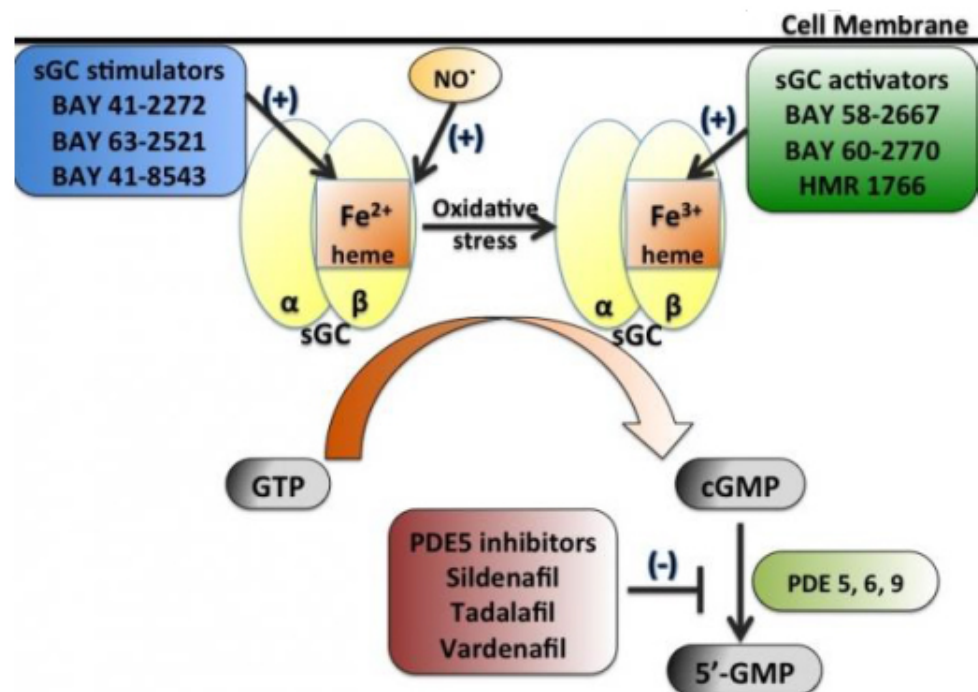 Cell Membrane
sGC stimulators
BAY 41-2272
BAY 63-2521
BAY 41-8543
(+)
NO•
(+)
sGC activators
BAY 58-2667
BAY 60-2770
HMR 1766
(+)
Fe2+
heme
α β
sGC
Oxidative
stress
Fe3+
heme
α β
sGC
GTP
cGMP
PDE5 inhibitors
Sildenafil
Tadalafil
Vardenafil
(-)
PDE 5, 6, 9
5’-GMP